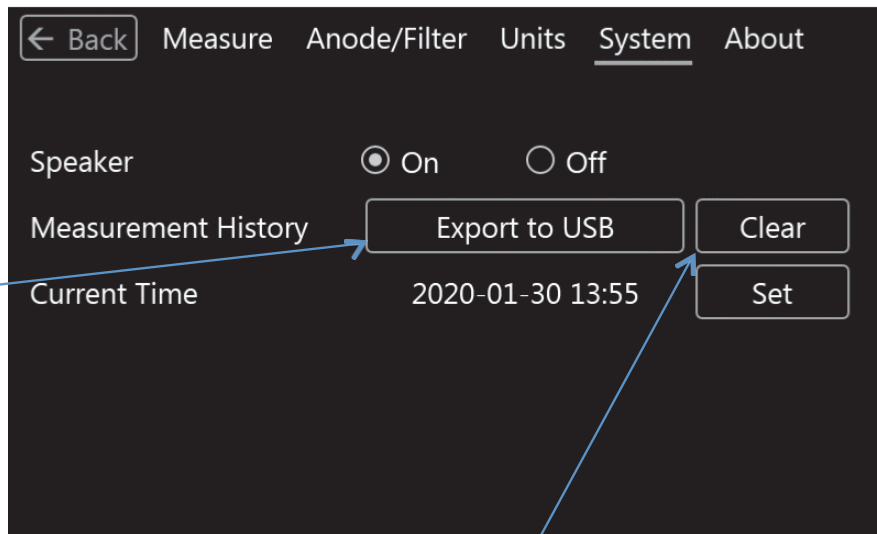 ← Back Measure Anode/Filter Units System About
Speaker On Off
Measurement History Export to USB Clear
Current Time 2020-01-30 13:55 Set